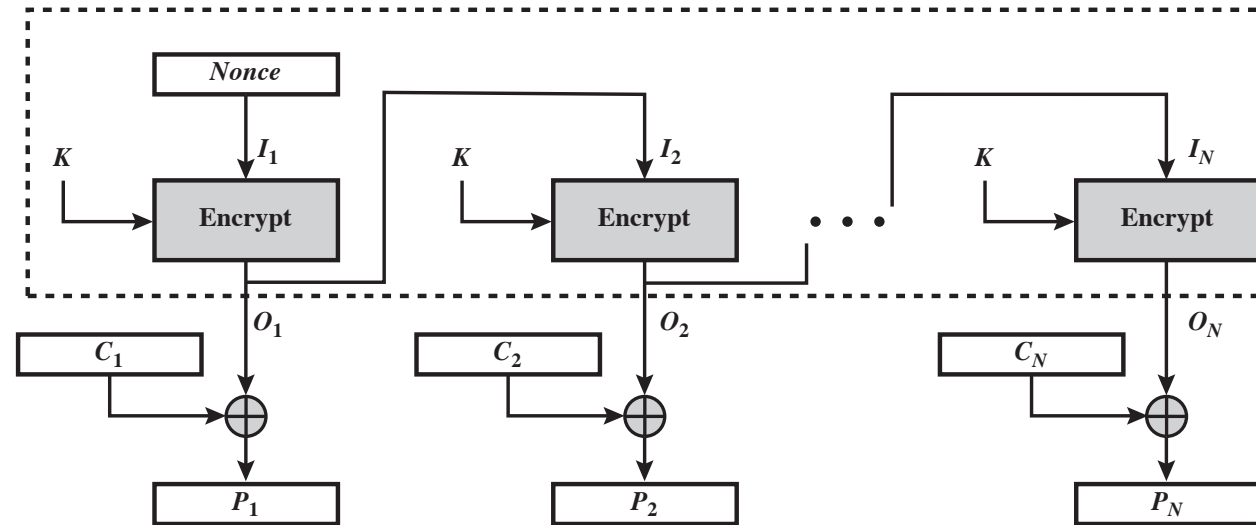 Nonce
K
I1
K
I2
K
IN
Encrypt
Encrypt
• • •
Encrypt
O1
O2
ON
C1
C2
CN
P1
P2
PN